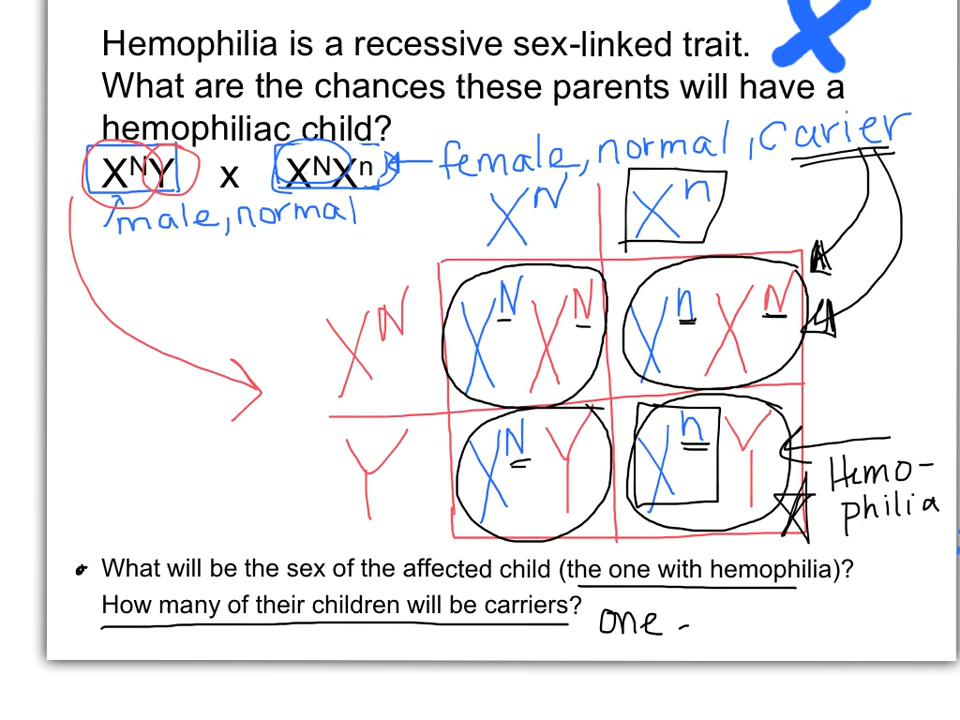 Hemophilia is a recessive sex-linked trait.
What are the chances these parents will have a
hemophiliac child?
XᴺY x XᴺXⁿ female, normal, carier
male, normal
Xᴺ Xⁿ
Xᴺ XᴺXᴺ XⁿXᴺ
Y XᴺY XⁿY
Hemo-
philia
What will be the sex of the affected child (the one with hemophilia)?
How many of their children will be carriers? one -